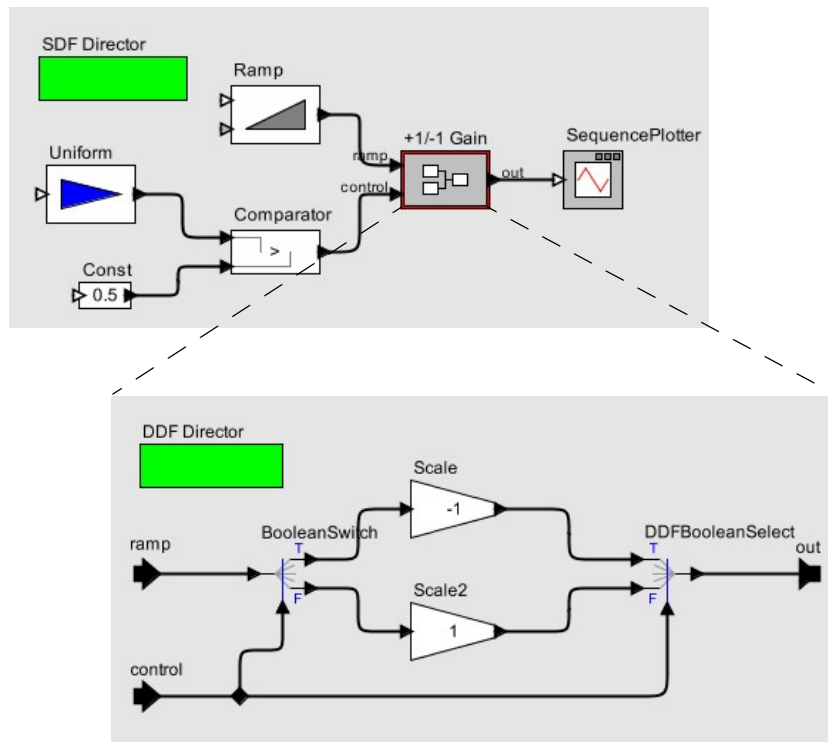 SDF Director
Ramp
+1/-1 Gain
SequencePlotter
ramp
out
Uniform
control
Comparator
>
Const
0.5
DDF Director
Scale
-1
BooleanSwitch
DDFBooleanSelect
ramp
T
T
out
F
F
Scale2
1
control